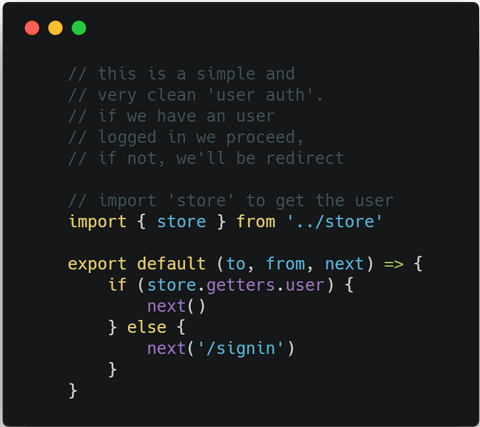 // this is a simple and
// very clean 'user auth'.
// if we have an user
// logged in we proceed,
// if not, we'll be redirect
// import 'store' to get the user
import { store } from '../store'
export default (to, from, next) => {
    if (store.getters.user) {
        next()
    } else {
        next('/signin')
    }
}